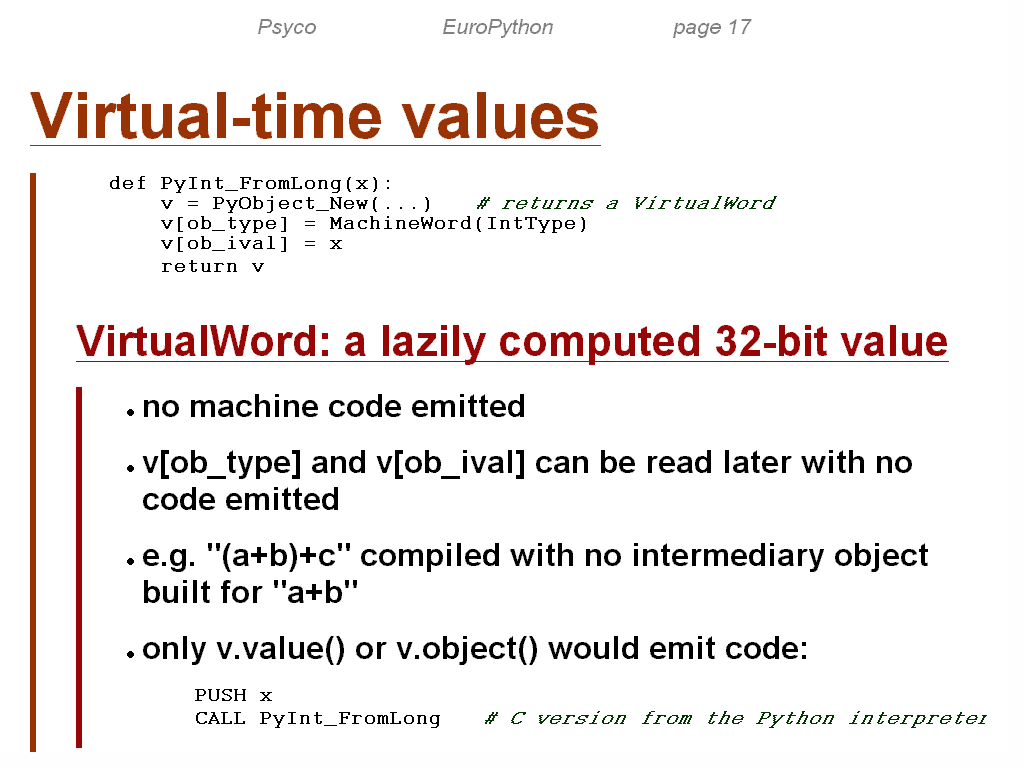 Psyco EuroPython page 17
Virtual-time values
def PyInt_FromLong(x):
    v = PyObject_New(...)   # returns a VirtualWord
    v[ob_type] = MachineWord(IntType)
    v[ob_ival] = x
    return v
VirtualWord: a lazily computed 32-bit value
• no machine code emitted
• v[ob_type] and v[ob_ival] can be read later with no
code emitted
• e.g. "(a+b)+c" compiled with no intermediary object
built for "a+b"
• only v.value() or v.object() would emit code:
PUSH x
CALL PyInt_FromLong   # C version from the Python interpreter